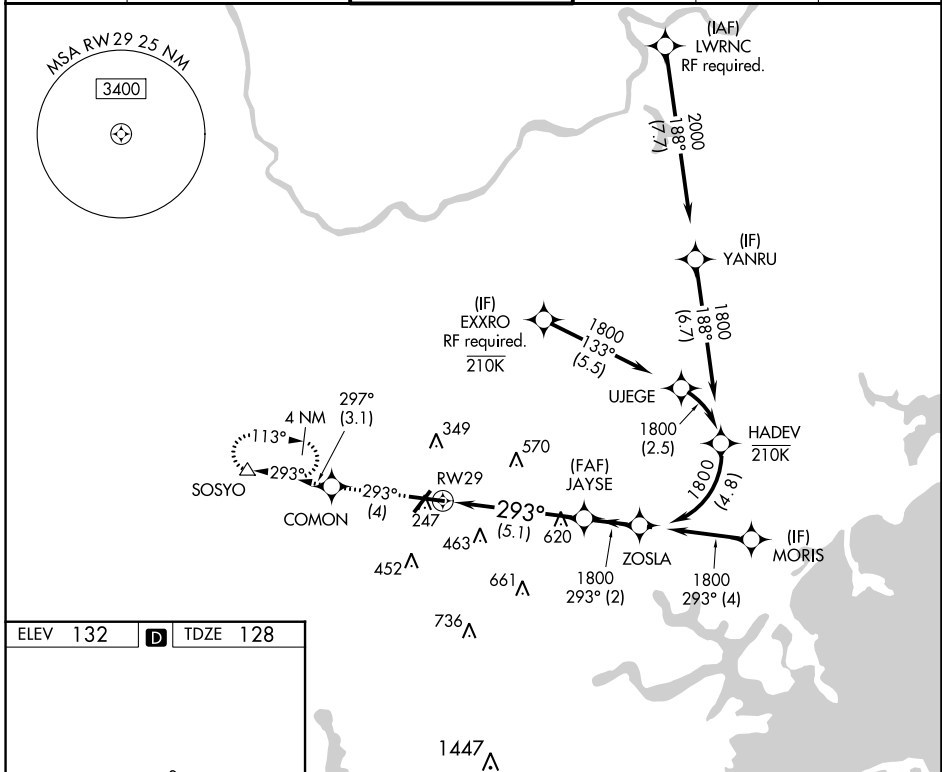 MSA RW29 25 NM
3400
(IAF)
LWRNC
RF required.
2000
188°
(7.7)
(IF)
YANRU
1800
188°
(6.7)
(IF)
EXXRO
RF required.
210K
1800
133°
(5.5)
UJEGE
1800
(2.5)
HADEV
210K
1800
(4.8)
297°
(3.1)
4 NM
113°
293°
SOSYO
COMON
293°
(4)
349
570
RW29
247
(FAF)
JAYSE
293°
(5.1)
620
463
452
661
736
ZOSLA
1800
293° (2)
(IF)
MORIS
1800
293° (4)
ELEV 132
D
TDZE 128
1447